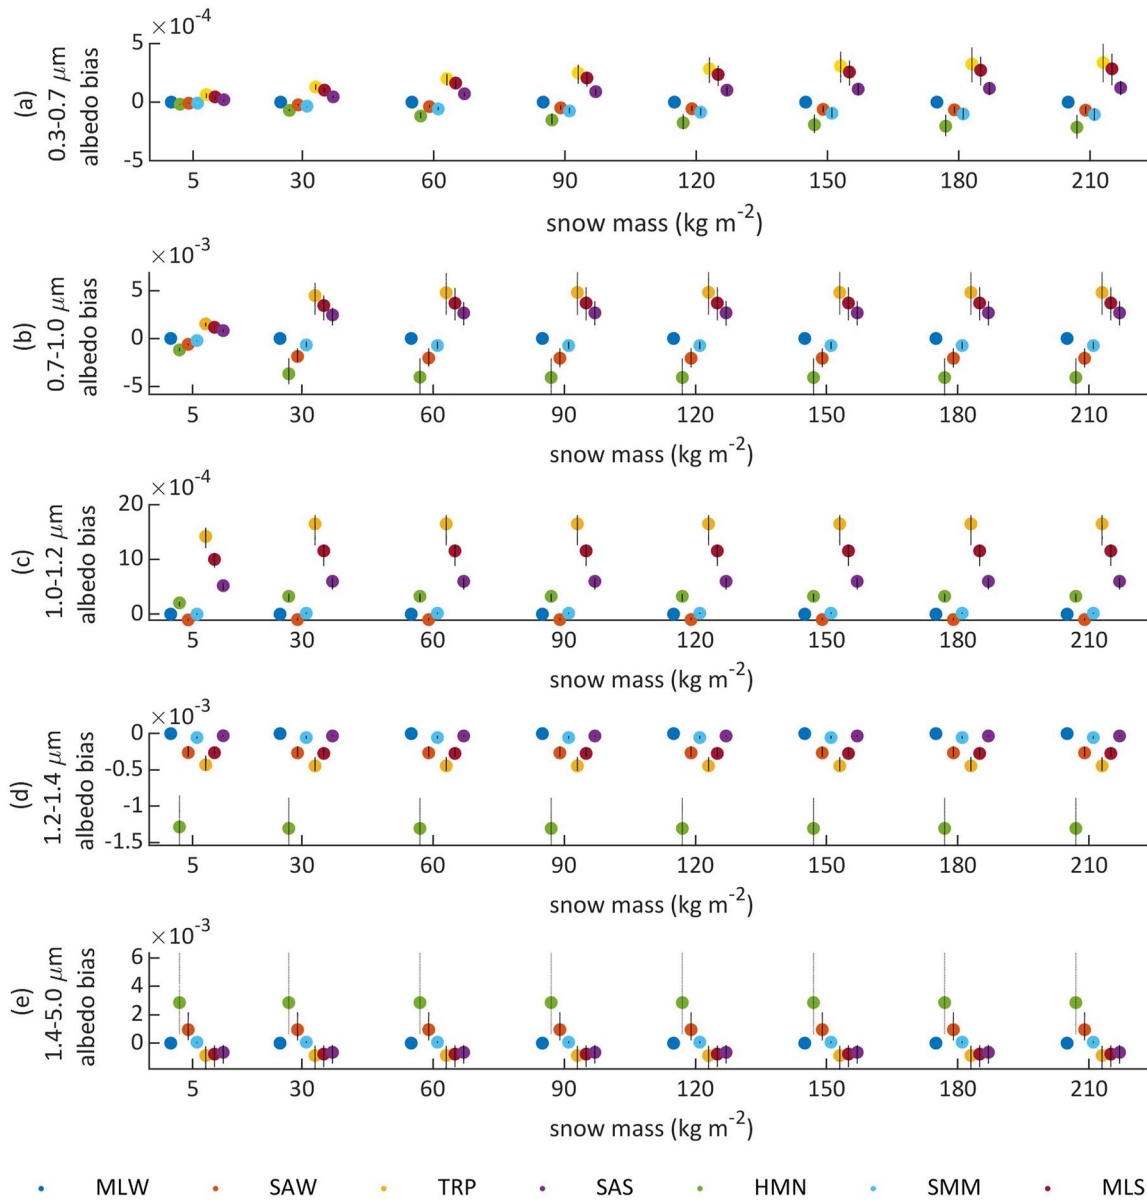 ×10-4
(a)
0.3-0.7 μm
albedo bias
5
0
-5
5 30 60 90 120 150 180 210
snow mass (kg m-2)
×10-3
(b)
0.7-1.0 μm
albedo bias
5
0
-5
5 30 60 90 120 150 180 210
snow mass (kg m-2)
×10-4
(c)
1.0-1.2 μm
albedo bias
20
10
0
5 30 60 90 120 150 180 210
snow mass (kg m-2)
×10-3
(d)
1.2-1.4 μm
albedo bias
0
-0.5
-1
-1.5
5 30 60 90 120 150 180 210
snow mass (kg m-2)
×10-3
(e)
1.4-5.0 μm
albedo bias
6
4
2
0
5 30 60 90 120 150 180 210
snow mass (kg m-2)
MLW SAW TRP SAS HMN SMM MLS